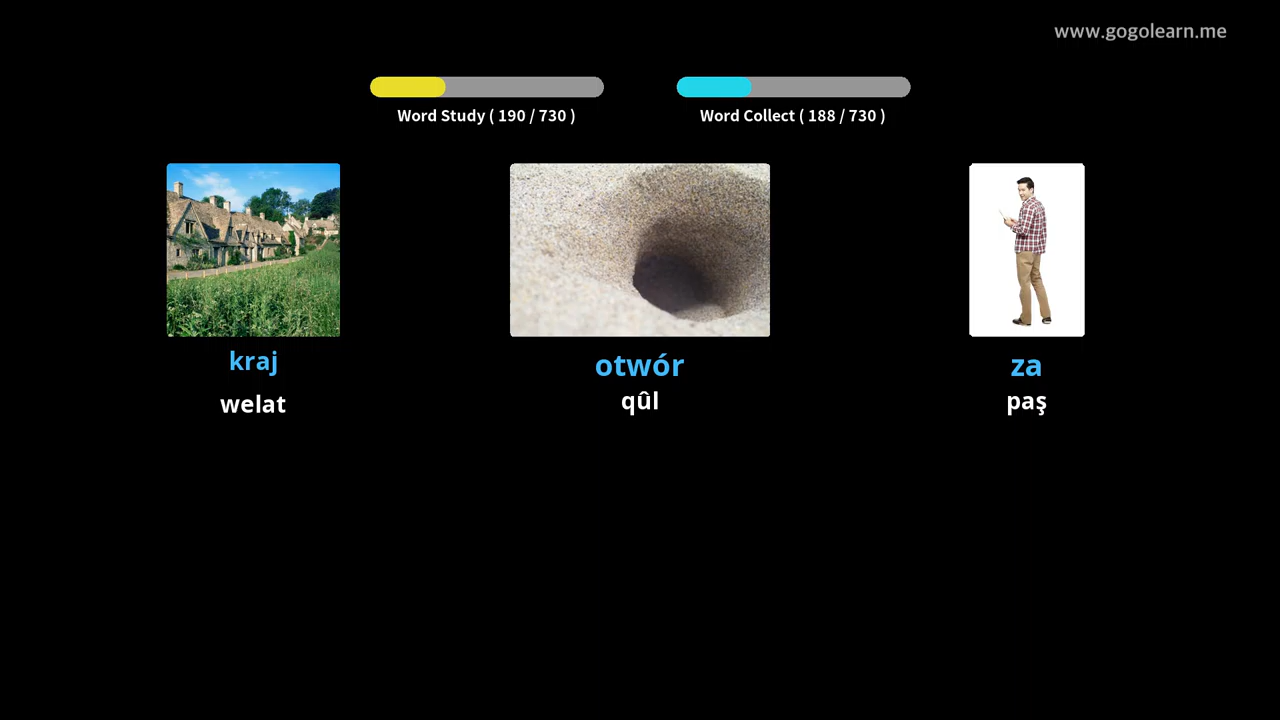 www.gogolearn.me
Word Study ( 190 / 730 )
Word Collect ( 188 / 730 )
kraj
welat
otwór
qûl
za
paş